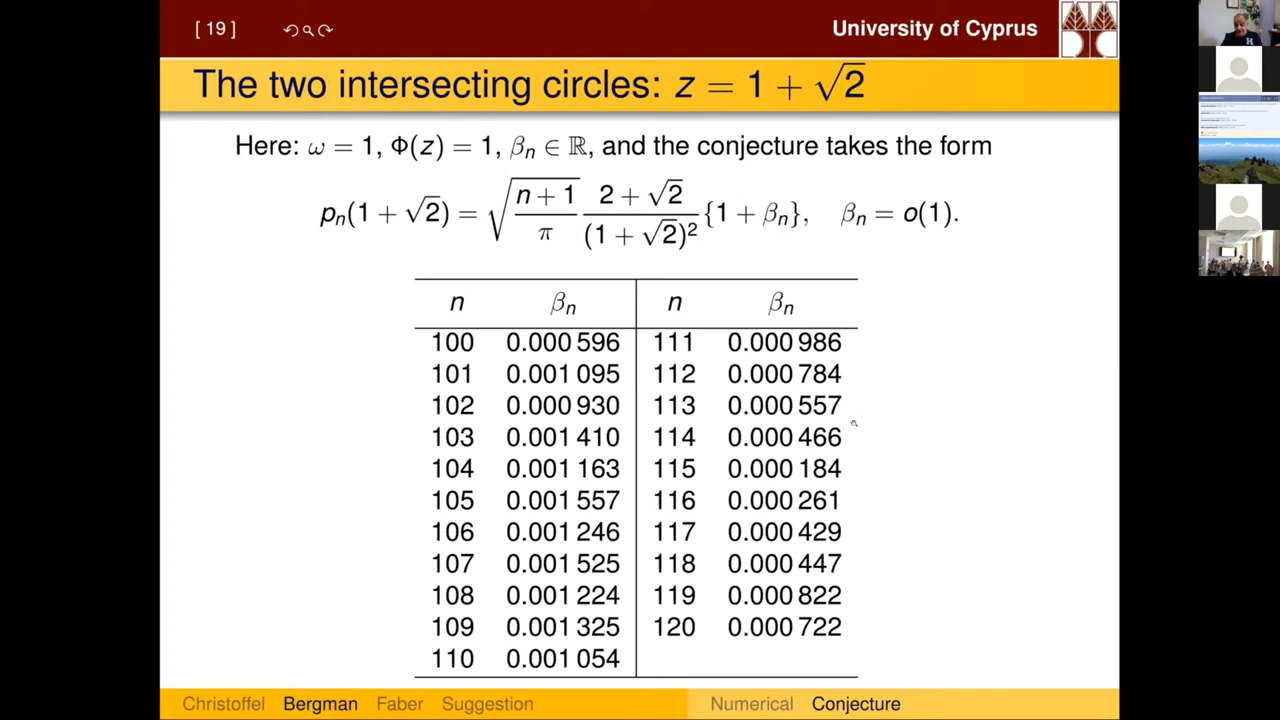 [ 19 ]
University of Cyprus
The two intersecting circles: z = 1 + √2
Here: ω = 1, Φ(z) = 1, βₙ ∈ ℝ, and the conjecture takes the form
pₙ(1 + √2) = √((n + 1)/π) (2 + √2)/(1 + √2)² {1 + βₙ}, βₙ = o(1).
n βₙ n βₙ
100 0.000 596 111 0.000 986
101 0.001 095 112 0.000 784
102 0.000 930 113 0.000 557
103 0.001 410 114 0.000 466
104 0.001 163 115 0.000 184
105 0.001 557 116 0.000 261
106 0.001 246 117 0.000 429
107 0.001 525 118 0.000 447
108 0.001 224 119 0.000 822
109 0.001 325 120 0.000 722
110 0.001 054
Christoffel Bergman Faber Suggestion Numerical Conjecture